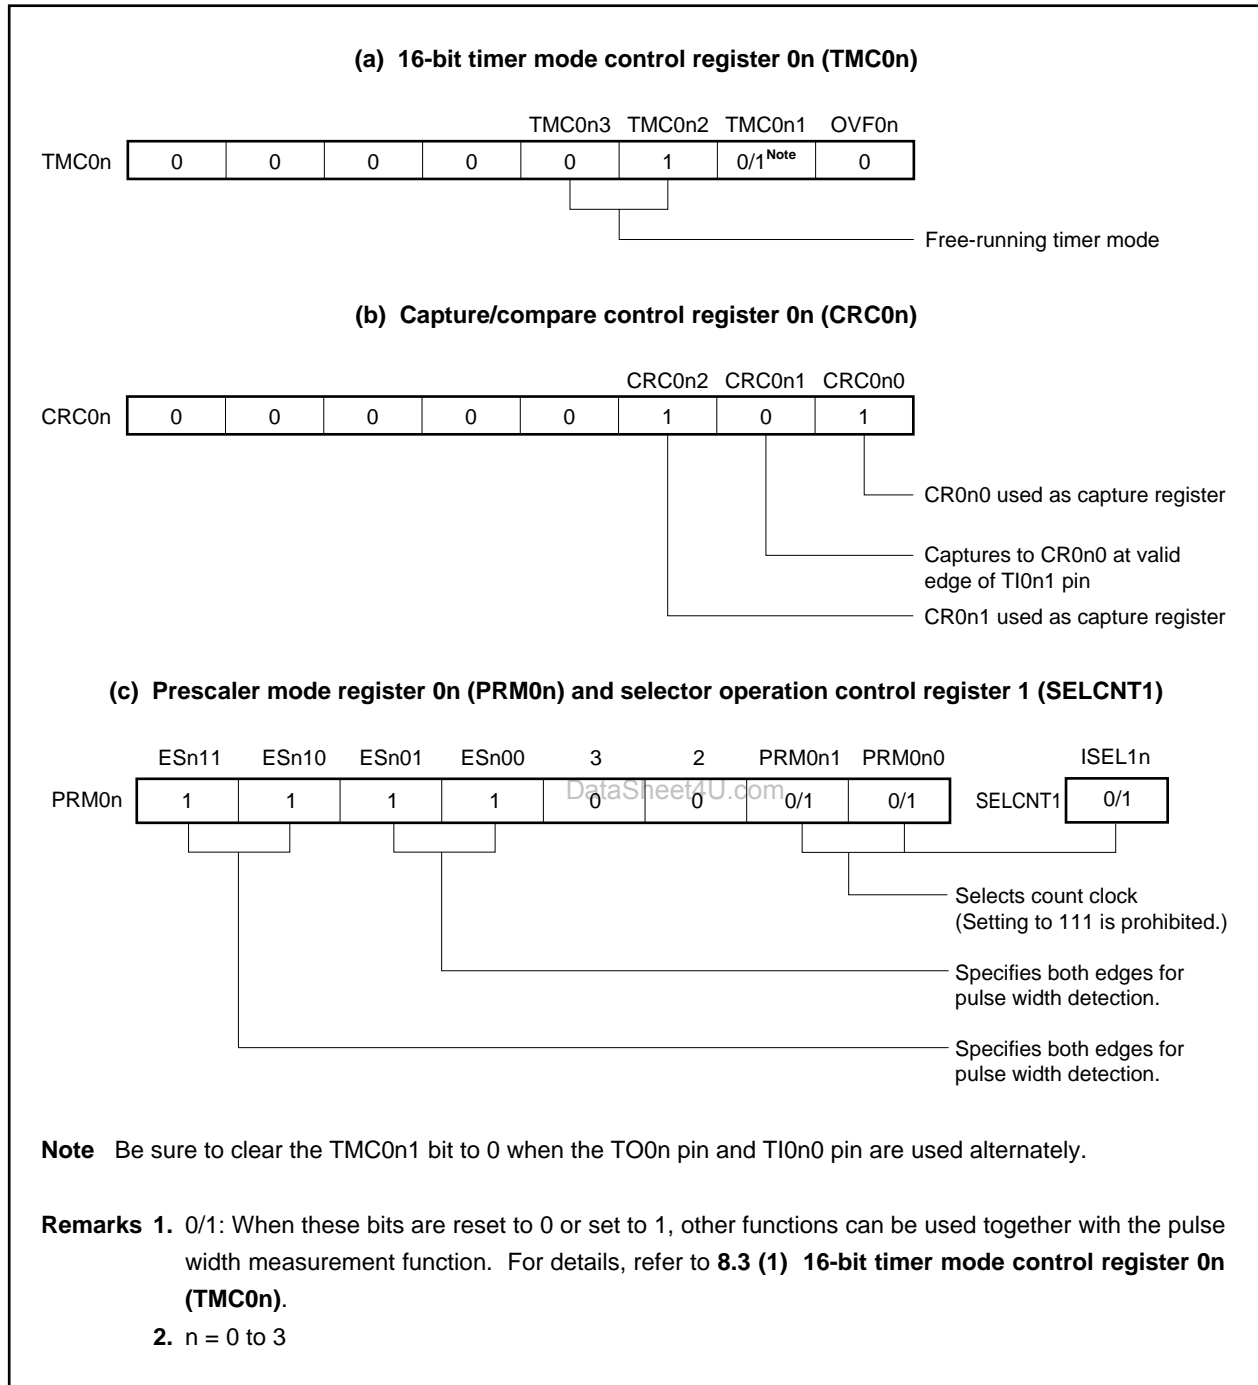 (a) 16-bit timer mode control register 0n (TMC0n)
TMC0n3 TMC0n2 TMC0n1 OVF0n
TMC0n 0 0 0 0 0 1 0/1Note 0
Free-running timer mode
(b) Capture/compare control register 0n (CRC0n)
CRC0n2 CRC0n1 CRC0n0
CRC0n 0 0 0 0 0 1 0 1
CR0n0 used as capture register
Captures to CR0n0 at valid
edge of TI0n1 pin
CR0n1 used as capture register
(c) Prescaler mode register 0n (PRM0n) and selector operation control register 1 (SELCNT1)
ESn11 ESn10 ESn01 ESn00 3 2 PRM0n1 PRM0n0 ISEL1n
PRM0n 1 1 1 1 0 0 0/1 0/1 SELCNT1 0/1
DataSheet4U.com
Selects count clock
(Setting to 111 is prohibited.)
Specifies both edges for
pulse width detection.
Specifies both edges for
pulse width detection.
Note Be sure to clear the TMC0n1 bit to 0 when the TO0n pin and TI0n0 pin are used alternately.
Remarks 1. 0/1: When these bits are reset to 0 or set to 1, other functions can be used together with the pulse
width measurement function. For details, refer to 8.3 (1) 16-bit timer mode control register 0n
(TMC0n).
2. n = 0 to 3